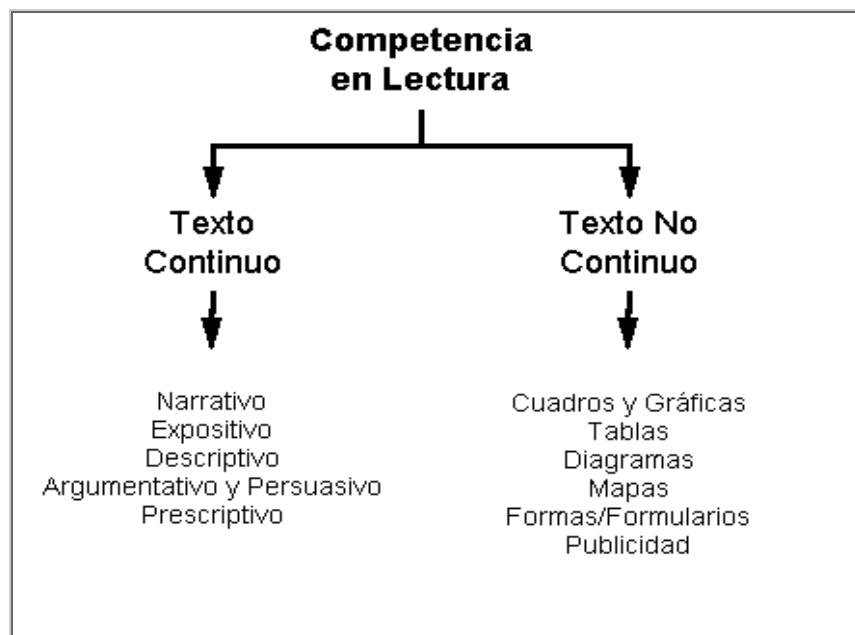 Competencia
en Lectura
Texto
Continuo
Texto No
Continuo
Narrativo
Expositivo
Descriptivo
Argumentativo y Persuasivo
Prescriptivo
Cuadros y Gráficas
Tablas
Diagramas
Mapas
Formas/Formularios
Publicidad